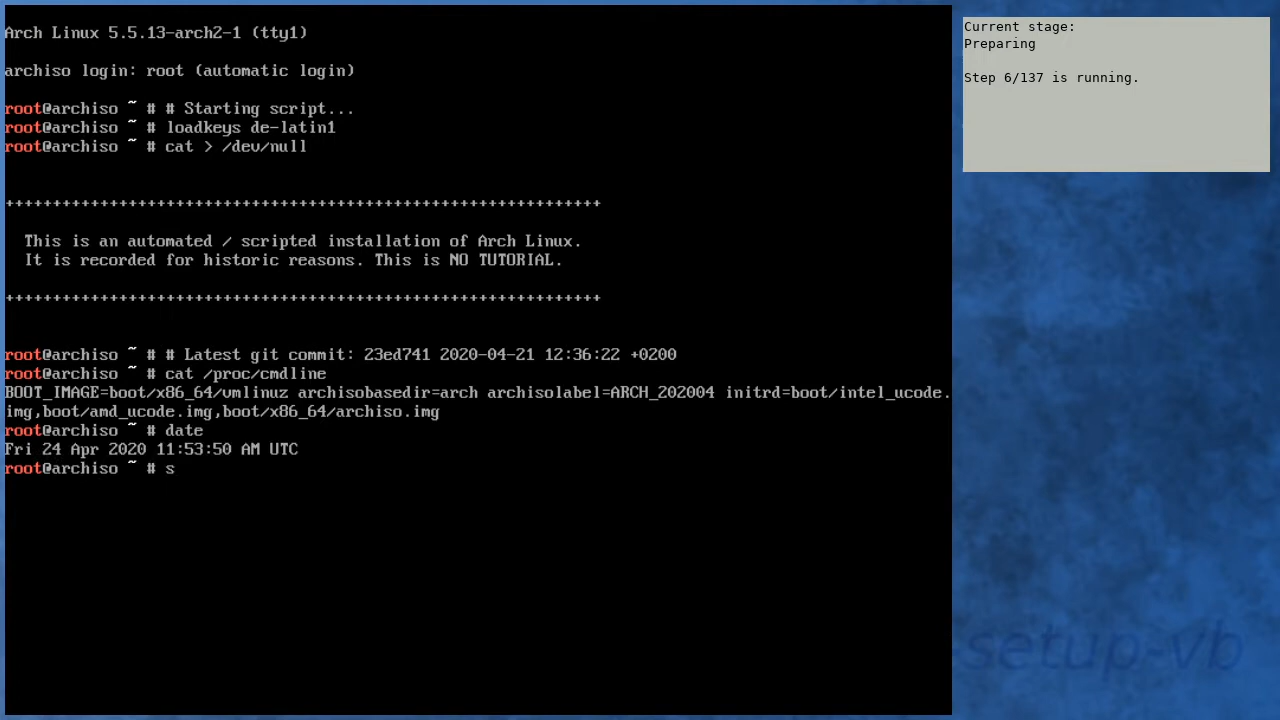 Arch Linux 5.5.13-arch2-1 (tty1)
archiso login: root (automatic login)
root@archiso ~ # # Starting script...
root@archiso ~ # loadkeys de-latin1
root@archiso ~ # cat > /dev/null
+++++++++++++++++++++++++++++++++++++++++++++++++++++++++++++++
This is an automated / scripted installation of Arch Linux.
It is recorded for historic reasons. This is NO TUTORIAL.
+++++++++++++++++++++++++++++++++++++++++++++++++++++++++++++++
root@archiso ~ # # Latest git commit: 23ed741 2020-04-21 12:36:22 +0200
root@archiso ~ # cat /proc/cmdline
BOOT_IMAGE=boot/x86_64/vmlinuz archisobasedir=arch archisolabel=ARCH_202004 initrd=boot/intel_ucode.
img,boot/amd_ucode.img,boot/x86_64/archiso.img
root@archiso ~ # date
Fri 24 Apr 2020 11:53:50 AM UTC
root@archiso ~ # s
Current stage:
Preparing
Step 6/137 is running.
setup-vb